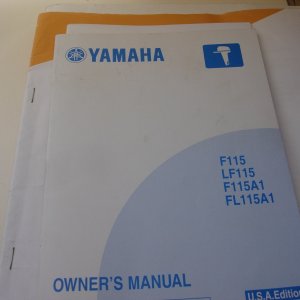 YAMAHA
F115
LF115
F115A1
FL115A1
OWNER'S MANUAL
U.S.A.Edition